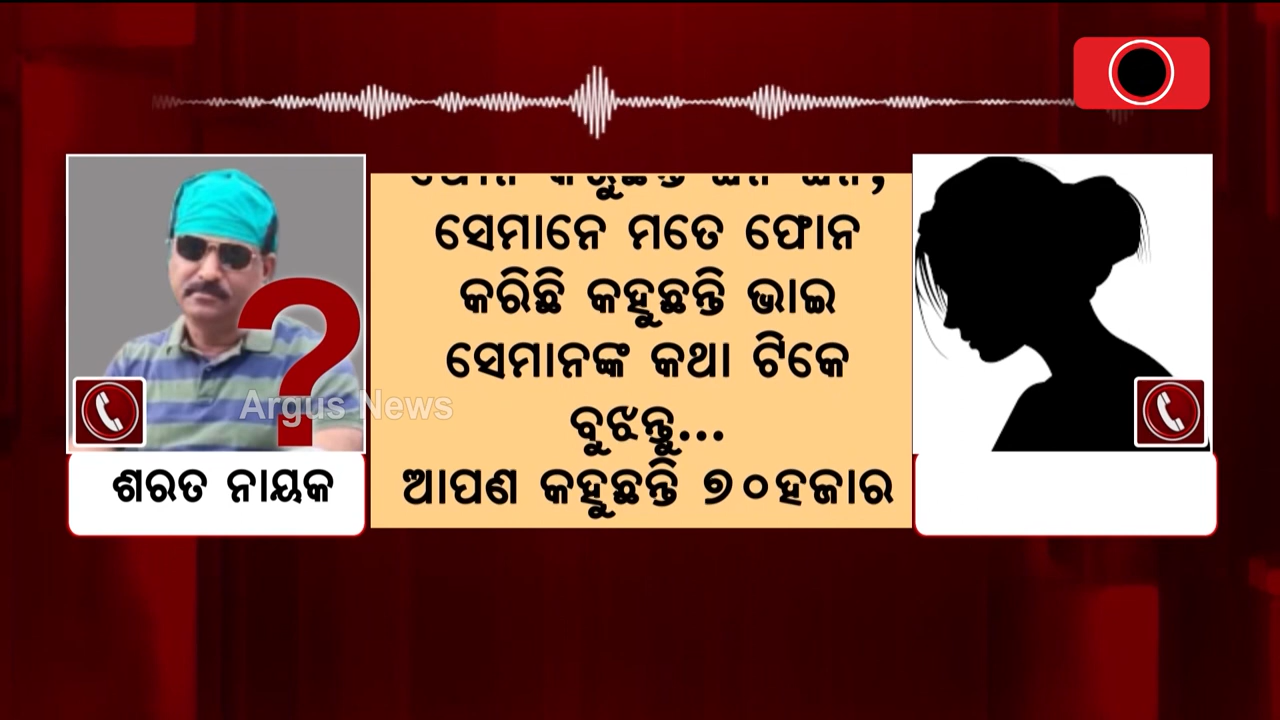 ସେମାନେ ମତେ ଫୋନ
କରିଛି କହୁଛନ୍ତି ଭାଇ
ସେମାନଙ୍କ କଥା ଟିକେ
ବୁଝନ୍ତୁ...
ଆପଣ କହୁଛନ୍ତି ୭୦ହଜାର
Argus News
ଶରତ ନାୟକ